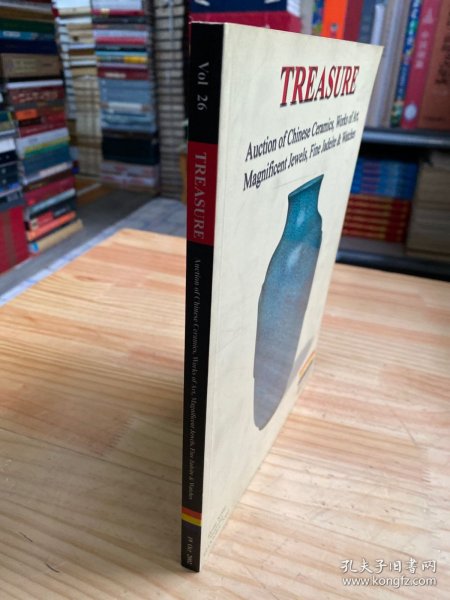 TREASURE
Auction of Chinese Ceramics, Works of Art
Magnificent Jewels, Fine Jadeite & Watches
Vol 26
TREASURE
Auction of Chinese Ceramics, Works of Art, Magnificent Jewels, Fine Jadeite & Watches
孔夫子旧书网
www.kongfz.com